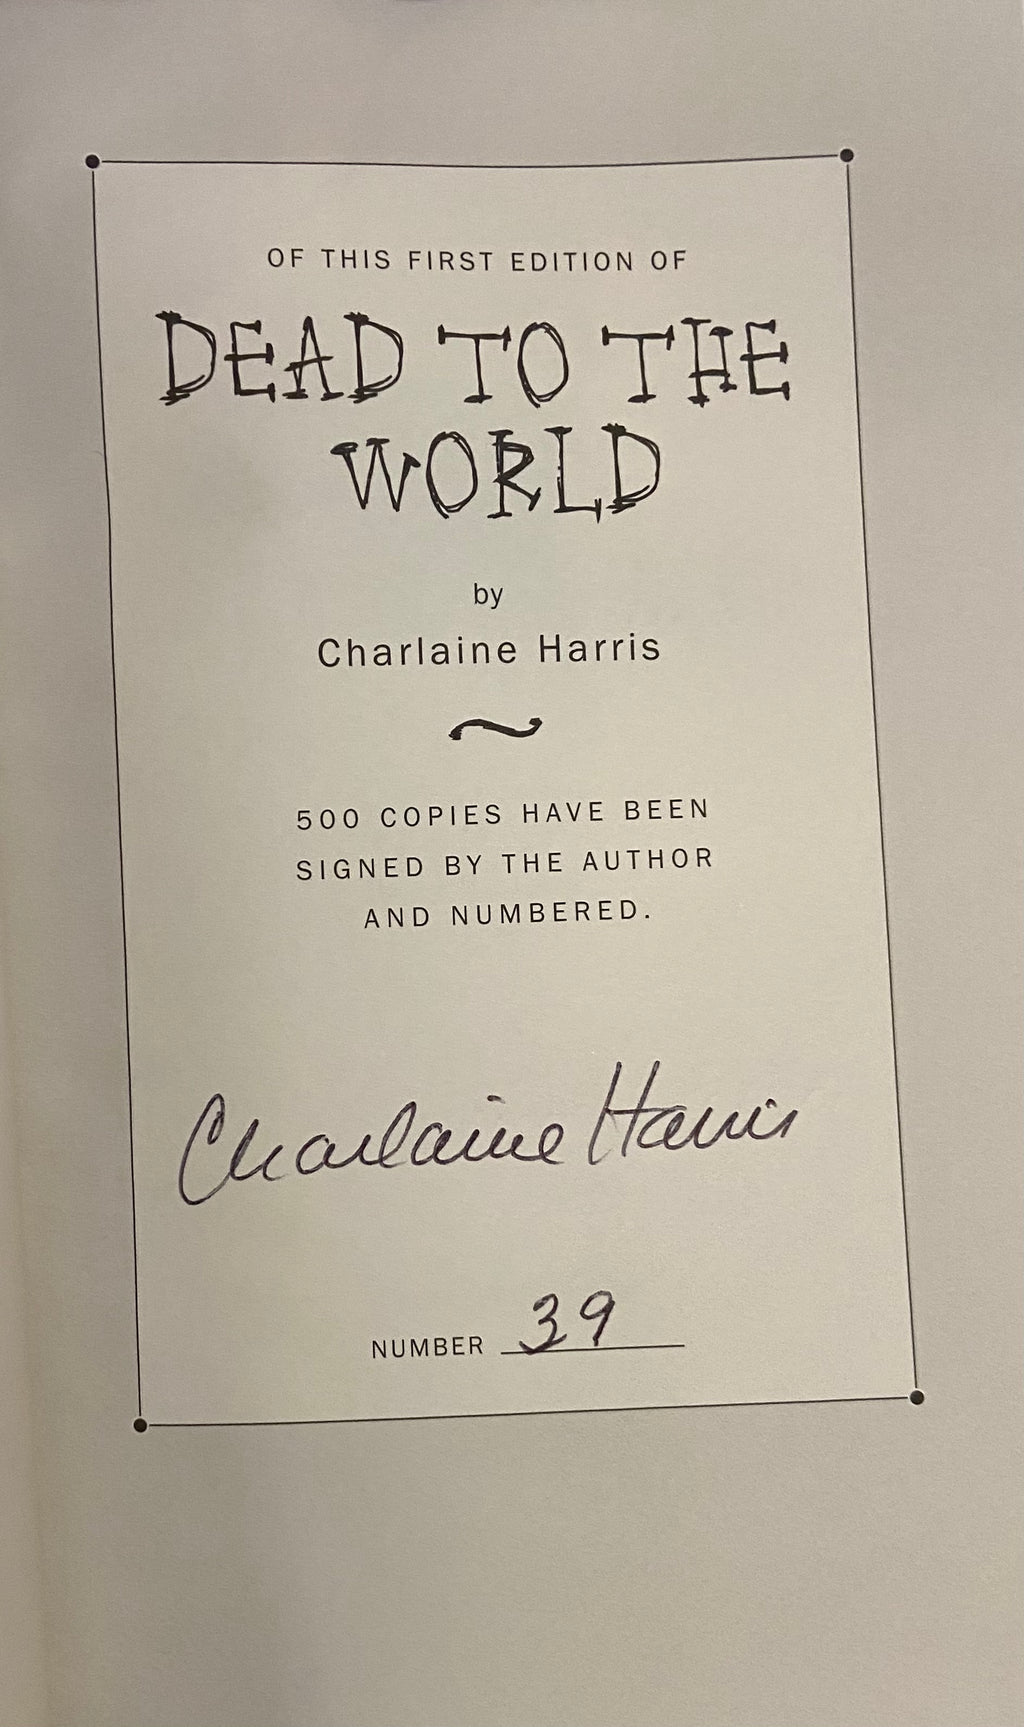 OF THIS FIRST EDITION OF
DEAD TO THE
WORLD
by
Charlaine Harris
500 COPIES HAVE BEEN
SIGNED BY THE AUTHOR
AND NUMBERED.
Charlaine Harris
NUMBER 39